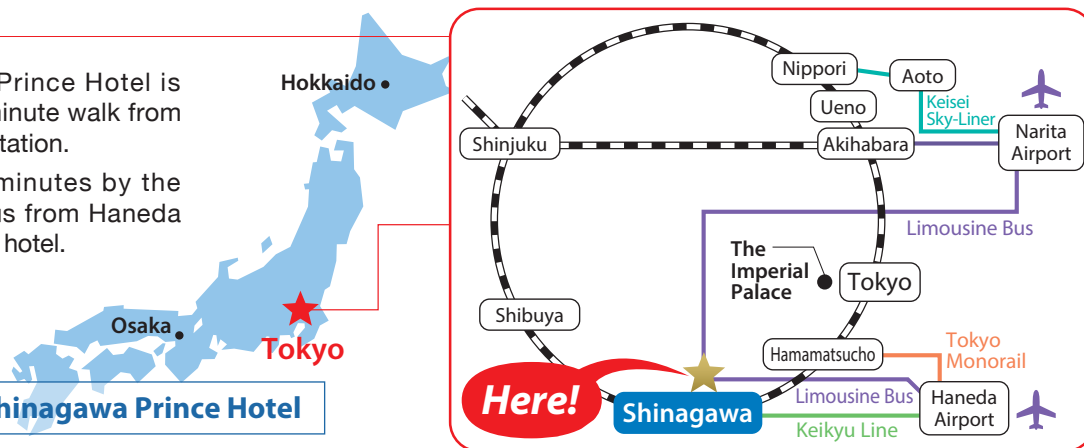 Prince Hotel is
minute walk from
tation.
minutes by the
us from Haneda
hotel.
Hokkaido
Osaka
Tokyo
hinagawa Prince Hotel
Nippori
Aoto
Ueno
Keisei
Sky-Liner
Shinjuku
Akihabara
Narita
Airport
Limousine Bus
The
Imperial
Palace
Tokyo
Shibuya
Hamamatsucho
Tokyo
Monorail
Here!
Shinagawa
Limousine Bus
Haneda
Airport
Keikyu Line